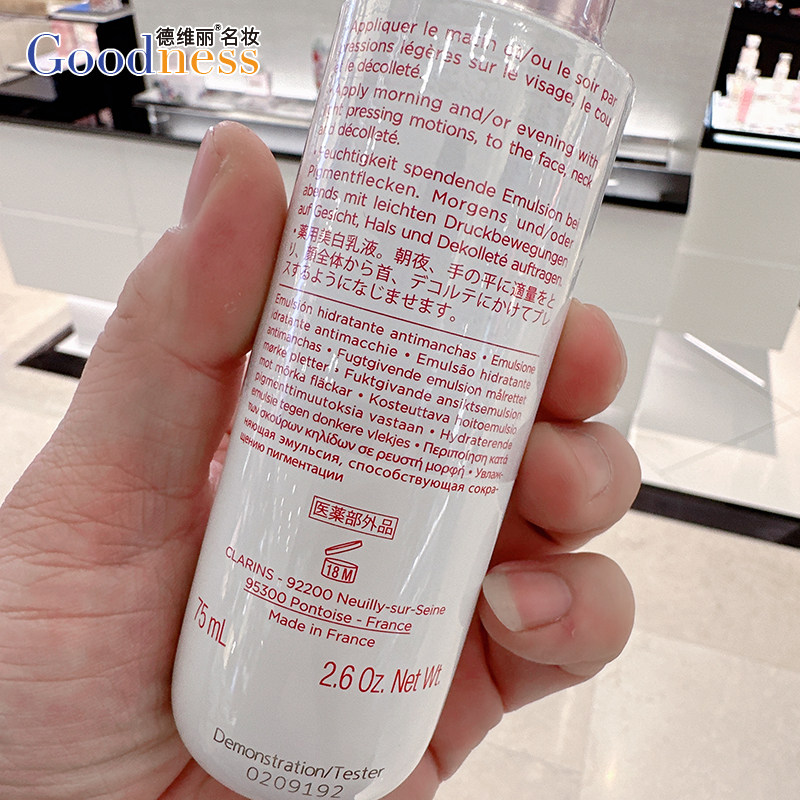 德维丽®名妆
Goodness
Appliquer le matin et/ou le soir par
pressions légères sur le visage, le cou
et le décolleté.
• Apply morning and/or evening with
pressing motions, to the face, neck
and décolleté.
• Feuchtigkeit spendende Emulsion bei
Pigmentflecken. Morgens und/oder
abends mit leichten Druckbewegungen
auf Gesicht, Hals und Dekolleté auftragen.
• 薬用美白乳液。朝夜、手の平に適量をと
り、顔全体から首、デコルテにかけてプレ
スするようになじませます。
Emulsión hidratante antimanchas • Emulsione
idratante antimacchie • Emulsão hidratante
antimanchas • Fugtgivende emulsion målrettet
mørke pletter • Fuktgivande ansiktsemulsion
mot mörka fläckar • Kosteuttava hoitoemulsio
pigmenttimuutoksia vastaan • Hydraterende
emulsie tegen donkere vlekjes • Περιποίηση κατά
των σκούρων κηλίδων σε ρευστή μορφή • Увлаж-
няющая эмульсия, способствующая сокра-
щению пигментации
医薬部外品
18 M
CLARINS - 92200 Neuilly-sur-Seine
95300 Pontoise - France
Made in France
75 mL
2.6 Oz. Net Wt.
Demonstration/Tester
0209192